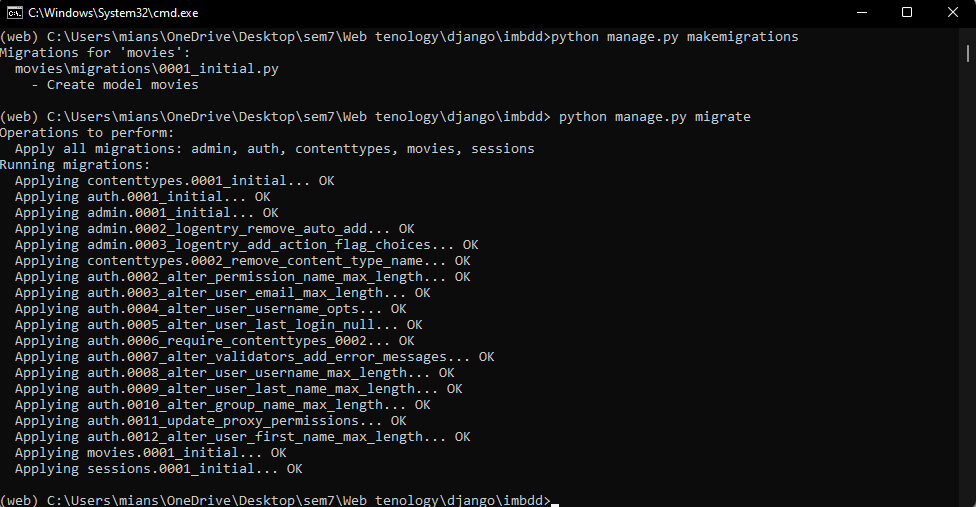 C:\Windows\System32\cmd.exe
(web) C:\Users\mians\OneDrive\Desktop\sem7\Web tenology\django\imbdd>python manage.py makemigrations
Migrations for 'movies':
  movies\migrations\0001_initial.py
    - Create model movies
(web) C:\Users\mians\OneDrive\Desktop\sem7\Web tenology\django\imbdd> python manage.py migrate
Operations to perform:
  Apply all migrations: admin, auth, contenttypes, movies, sessions
Running migrations:
  Applying contenttypes.0001_initial... OK
  Applying auth.0001_initial... OK
  Applying admin.0001_initial... OK
  Applying admin.0002_logentry_remove_auto_add... OK
  Applying admin.0003_logentry_add_action_flag_choices... OK
  Applying contenttypes.0002_remove_content_type_name... OK
  Applying auth.0002_alter_permission_name_max_length... OK
  Applying auth.0003_alter_user_email_max_length... OK
  Applying auth.0004_alter_user_username_opts... OK
  Applying auth.0005_alter_user_last_login_null... OK
  Applying auth.0006_require_contenttypes_0002... OK
  Applying auth.0007_alter_validators_add_error_messages... OK
  Applying auth.0008_alter_user_username_max_length... OK
  Applying auth.0009_alter_user_last_name_max_length... OK
  Applying auth.0010_alter_group_name_max_length... OK
  Applying auth.0011_update_proxy_permissions... OK
  Applying auth.0012_alter_user_first_name_max_length... OK
  Applying movies.0001_initial... OK
  Applying sessions.0001_initial... OK
(web) C:\Users\mians\OneDrive\Desktop\sem7\Web tenology\django\imbdd>